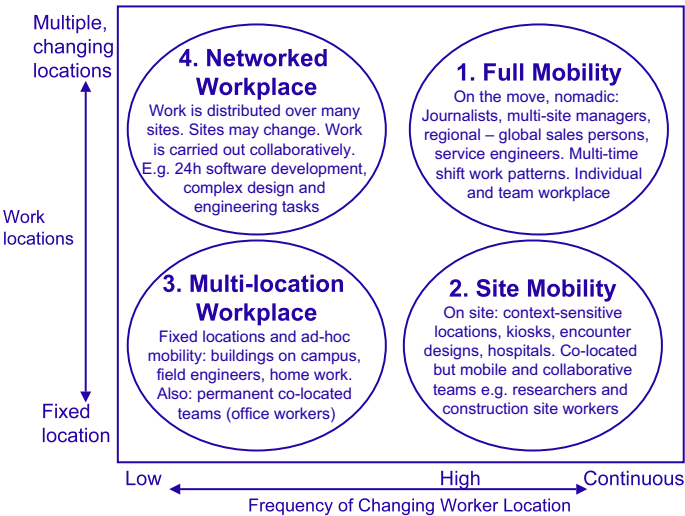 Multiple,
changing
locations
Work
locations
Fixed
location
4. Networked
Workplace
Work is distributed over many
sites. Sites may change. Work
is carried out collaboratively.
E.g. 24h software development,
complex design and
engineering tasks
1. Full Mobility
On the move, nomadic:
Journalists, multi-site managers,
regional – global sales persons,
service engineers. Multi-time
shift work patterns. Individual
and team workplace
3. Multi-location
Workplace
Fixed locations and ad-hoc
mobility: buildings on campus,
field engineers, home work.
Also: permanent co-located
teams (office workers)
2. Site Mobility
On site: context-sensitive
locations, kiosks, encounter
designs, hospitals. Co-located
but mobile and collaborative
teams e.g. researchers and
construction site workers
Low High Continuous
Frequency of Changing Worker Location